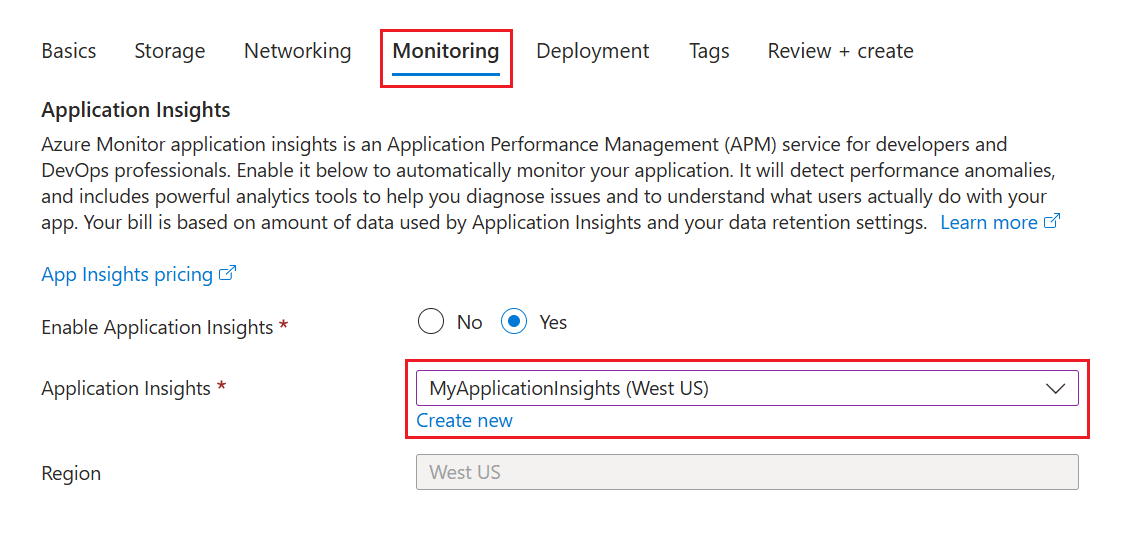 Basics Storage Networking Monitoring Deployment Tags Review + create
Application Insights
Azure Monitor application insights is an Application Performance Management (APM) service for developers and
DevOps professionals. Enable it below to automatically monitor your application. It will detect performance anomalies,
and includes powerful analytics tools to help you diagnose issues and to understand what users actually do with your
app. Your bill is based on amount of data used by Application Insights and your data retention settings. Learn more
App Insights pricing
Enable Application Insights * No Yes
Application Insights * MyApplicationInsights (West US)
Create new
Region West US